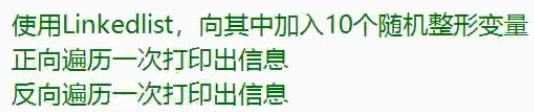 使用Linkedlist，向其中加入10个随机整形变量
正向遍历一次打印出信息
反向遍历一次打印出信息